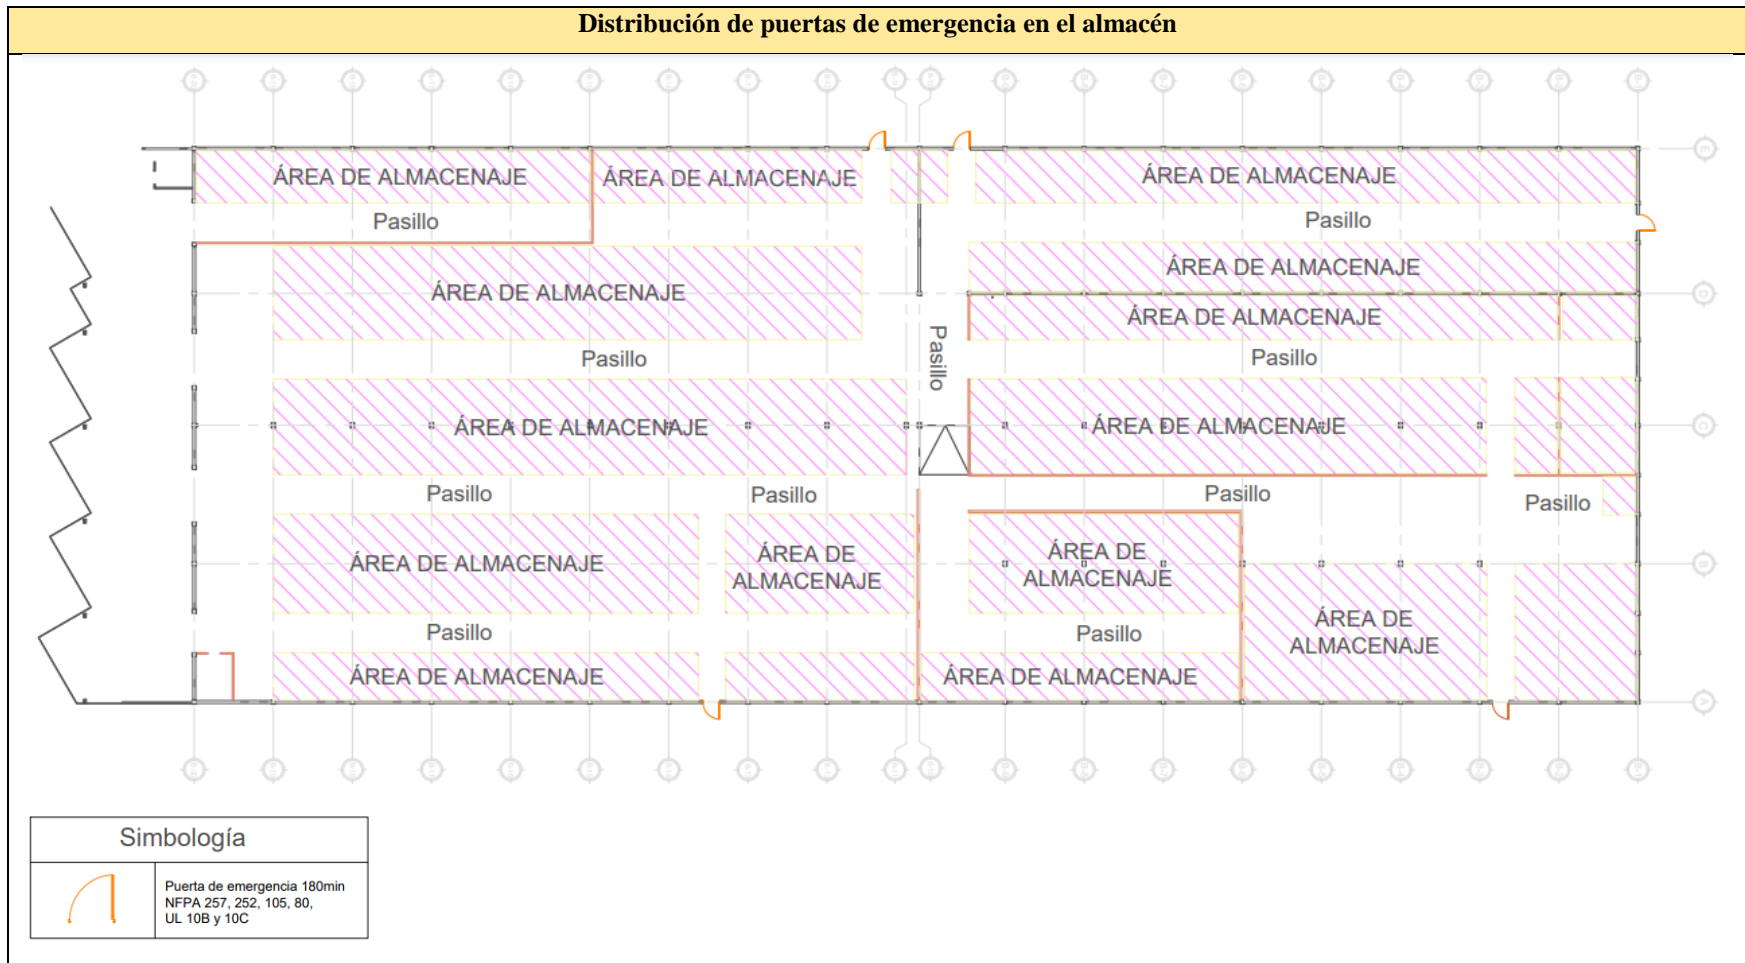 Distribución de puertas de emergencia en el almacén
ÁREA DE ALMACENAJE
ÁREA DE ALMACENAJE
ÁREA DE ALMACENAJE
E
Pasillo
Pasillo
ÁREA DE ALMACENAJE
ÁREA DE ALMACENAJE
D
ÁREA DE ALMACENAJE
Pasillo
Pasillo
Pasillo
ÁREA DE ALMACENAJE
ÁREA DE ALMACENAJE
C
Pasillo
Pasillo
Pasillo
Pasillo
ÁREA DE ALMACENAJE
ÁREA DE
ALMACENAJE
ÁREA DE
ALMACENAJE
B
Pasillo
Pasillo
ÁREA DE
ALMACENAJE
ÁREA DE ALMACENAJE
ÁREA DE ALMACENAJE
A
Simbología
Puerta de emergencia 180min
NFPA 257, 252, 105, 80,
UL 10B y 10C